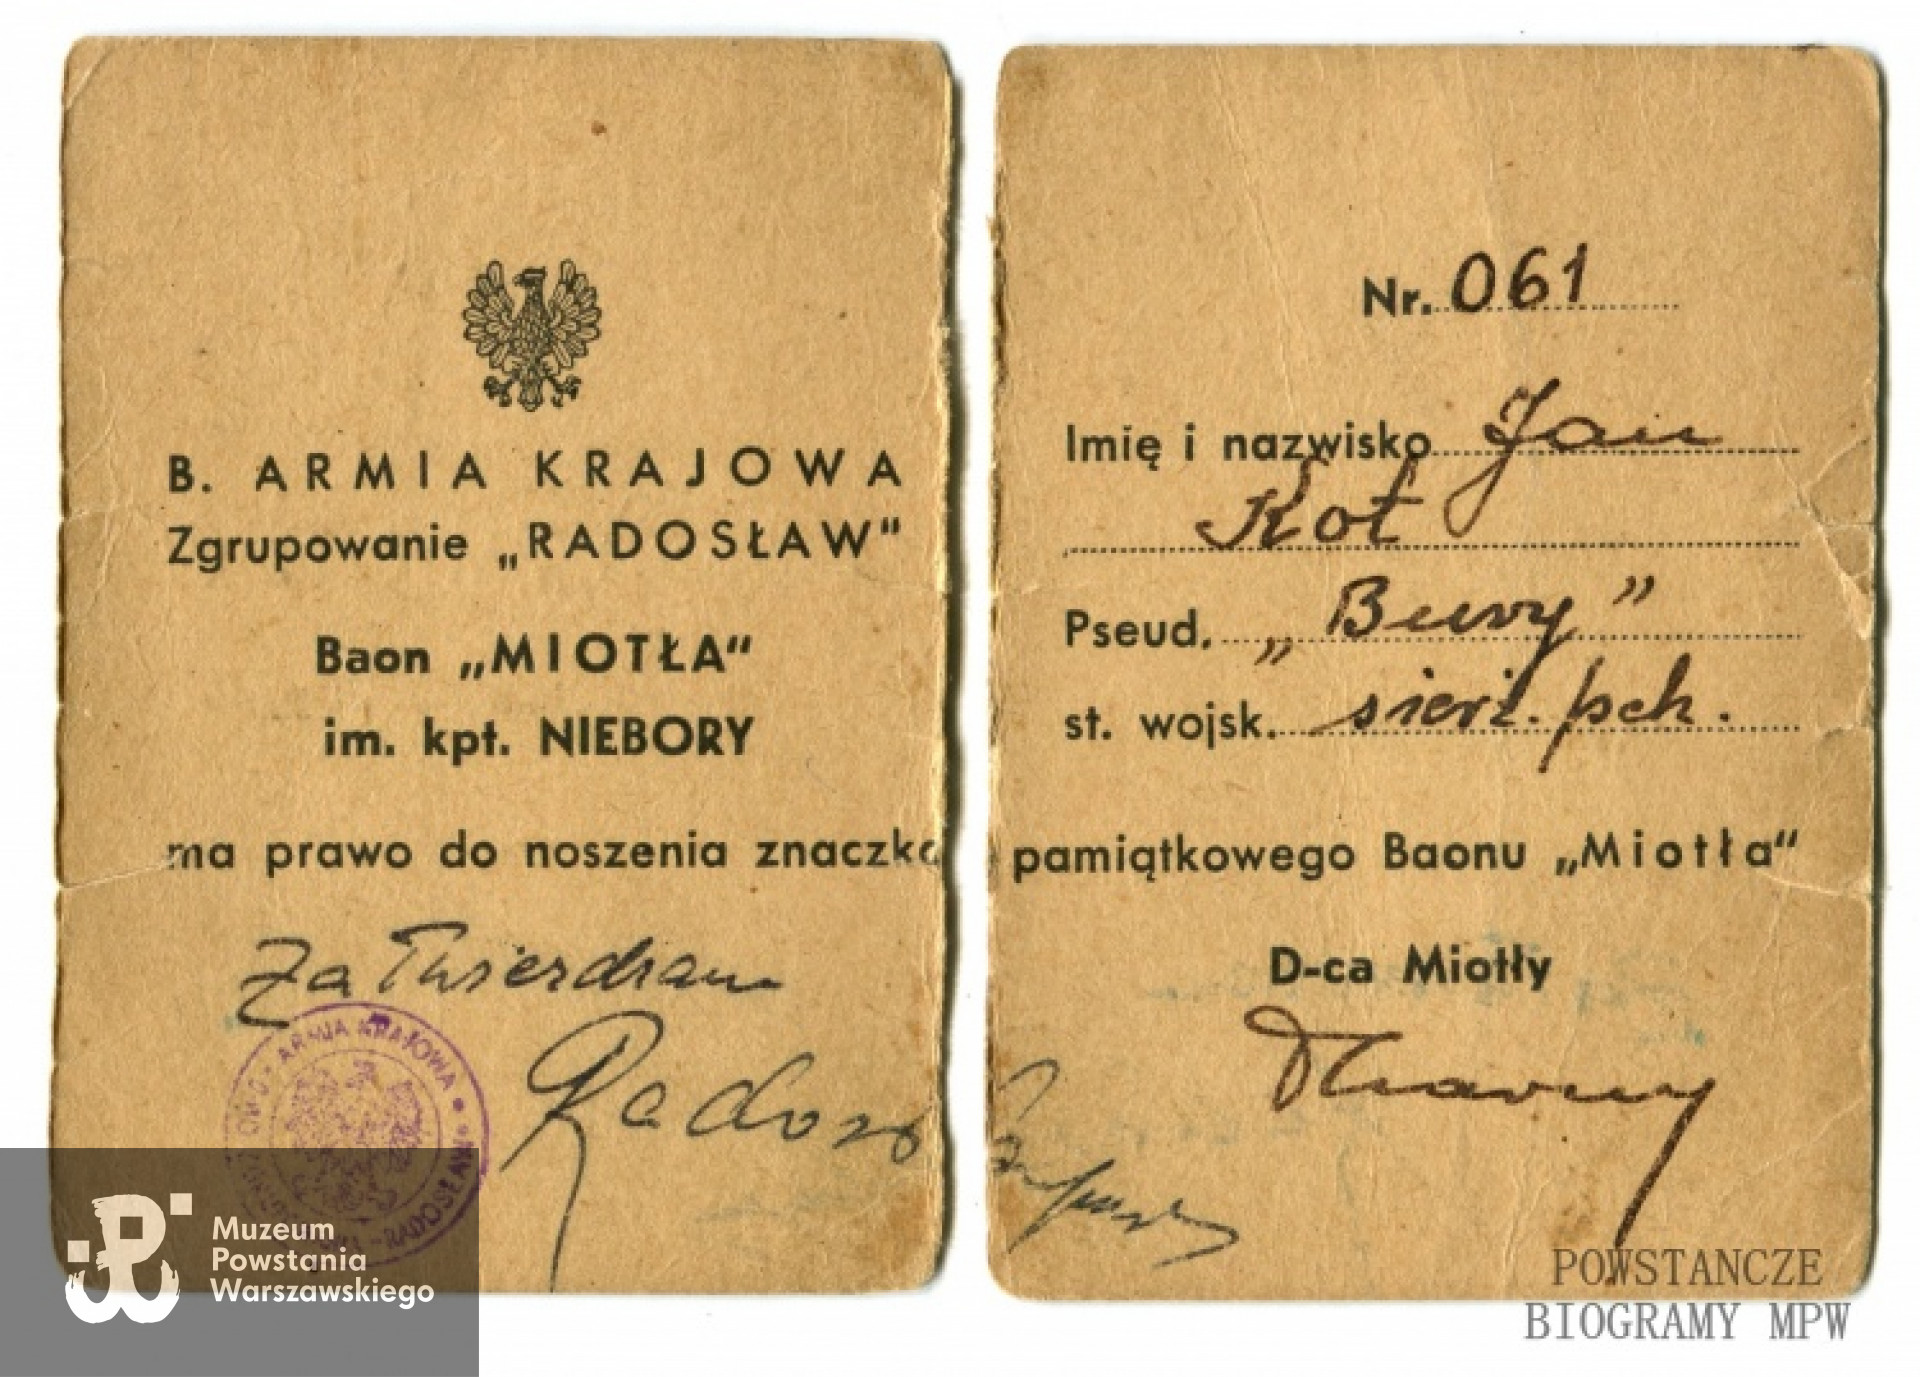 B. ARMIA KRAJOWA
Zgrupowanie „RADOSŁAW"
Baon „MIOTŁA"
im. kpt. NIEBORY
ma prawo do noszenia znaczka
Zatwierdzam
ARMIA KRAJOWA
RADOSŁAW
Muzeum
Powstania
Warszawskiego
Nr. 061
Imię i nazwisko Jan
Kot
Pseud. „Bury"
st. wojsk. sierż. pch.
pamiątkowego Baonu „Miotła"
D-ca Miotły
POWSTANCZE
BIOGRAMY MPW